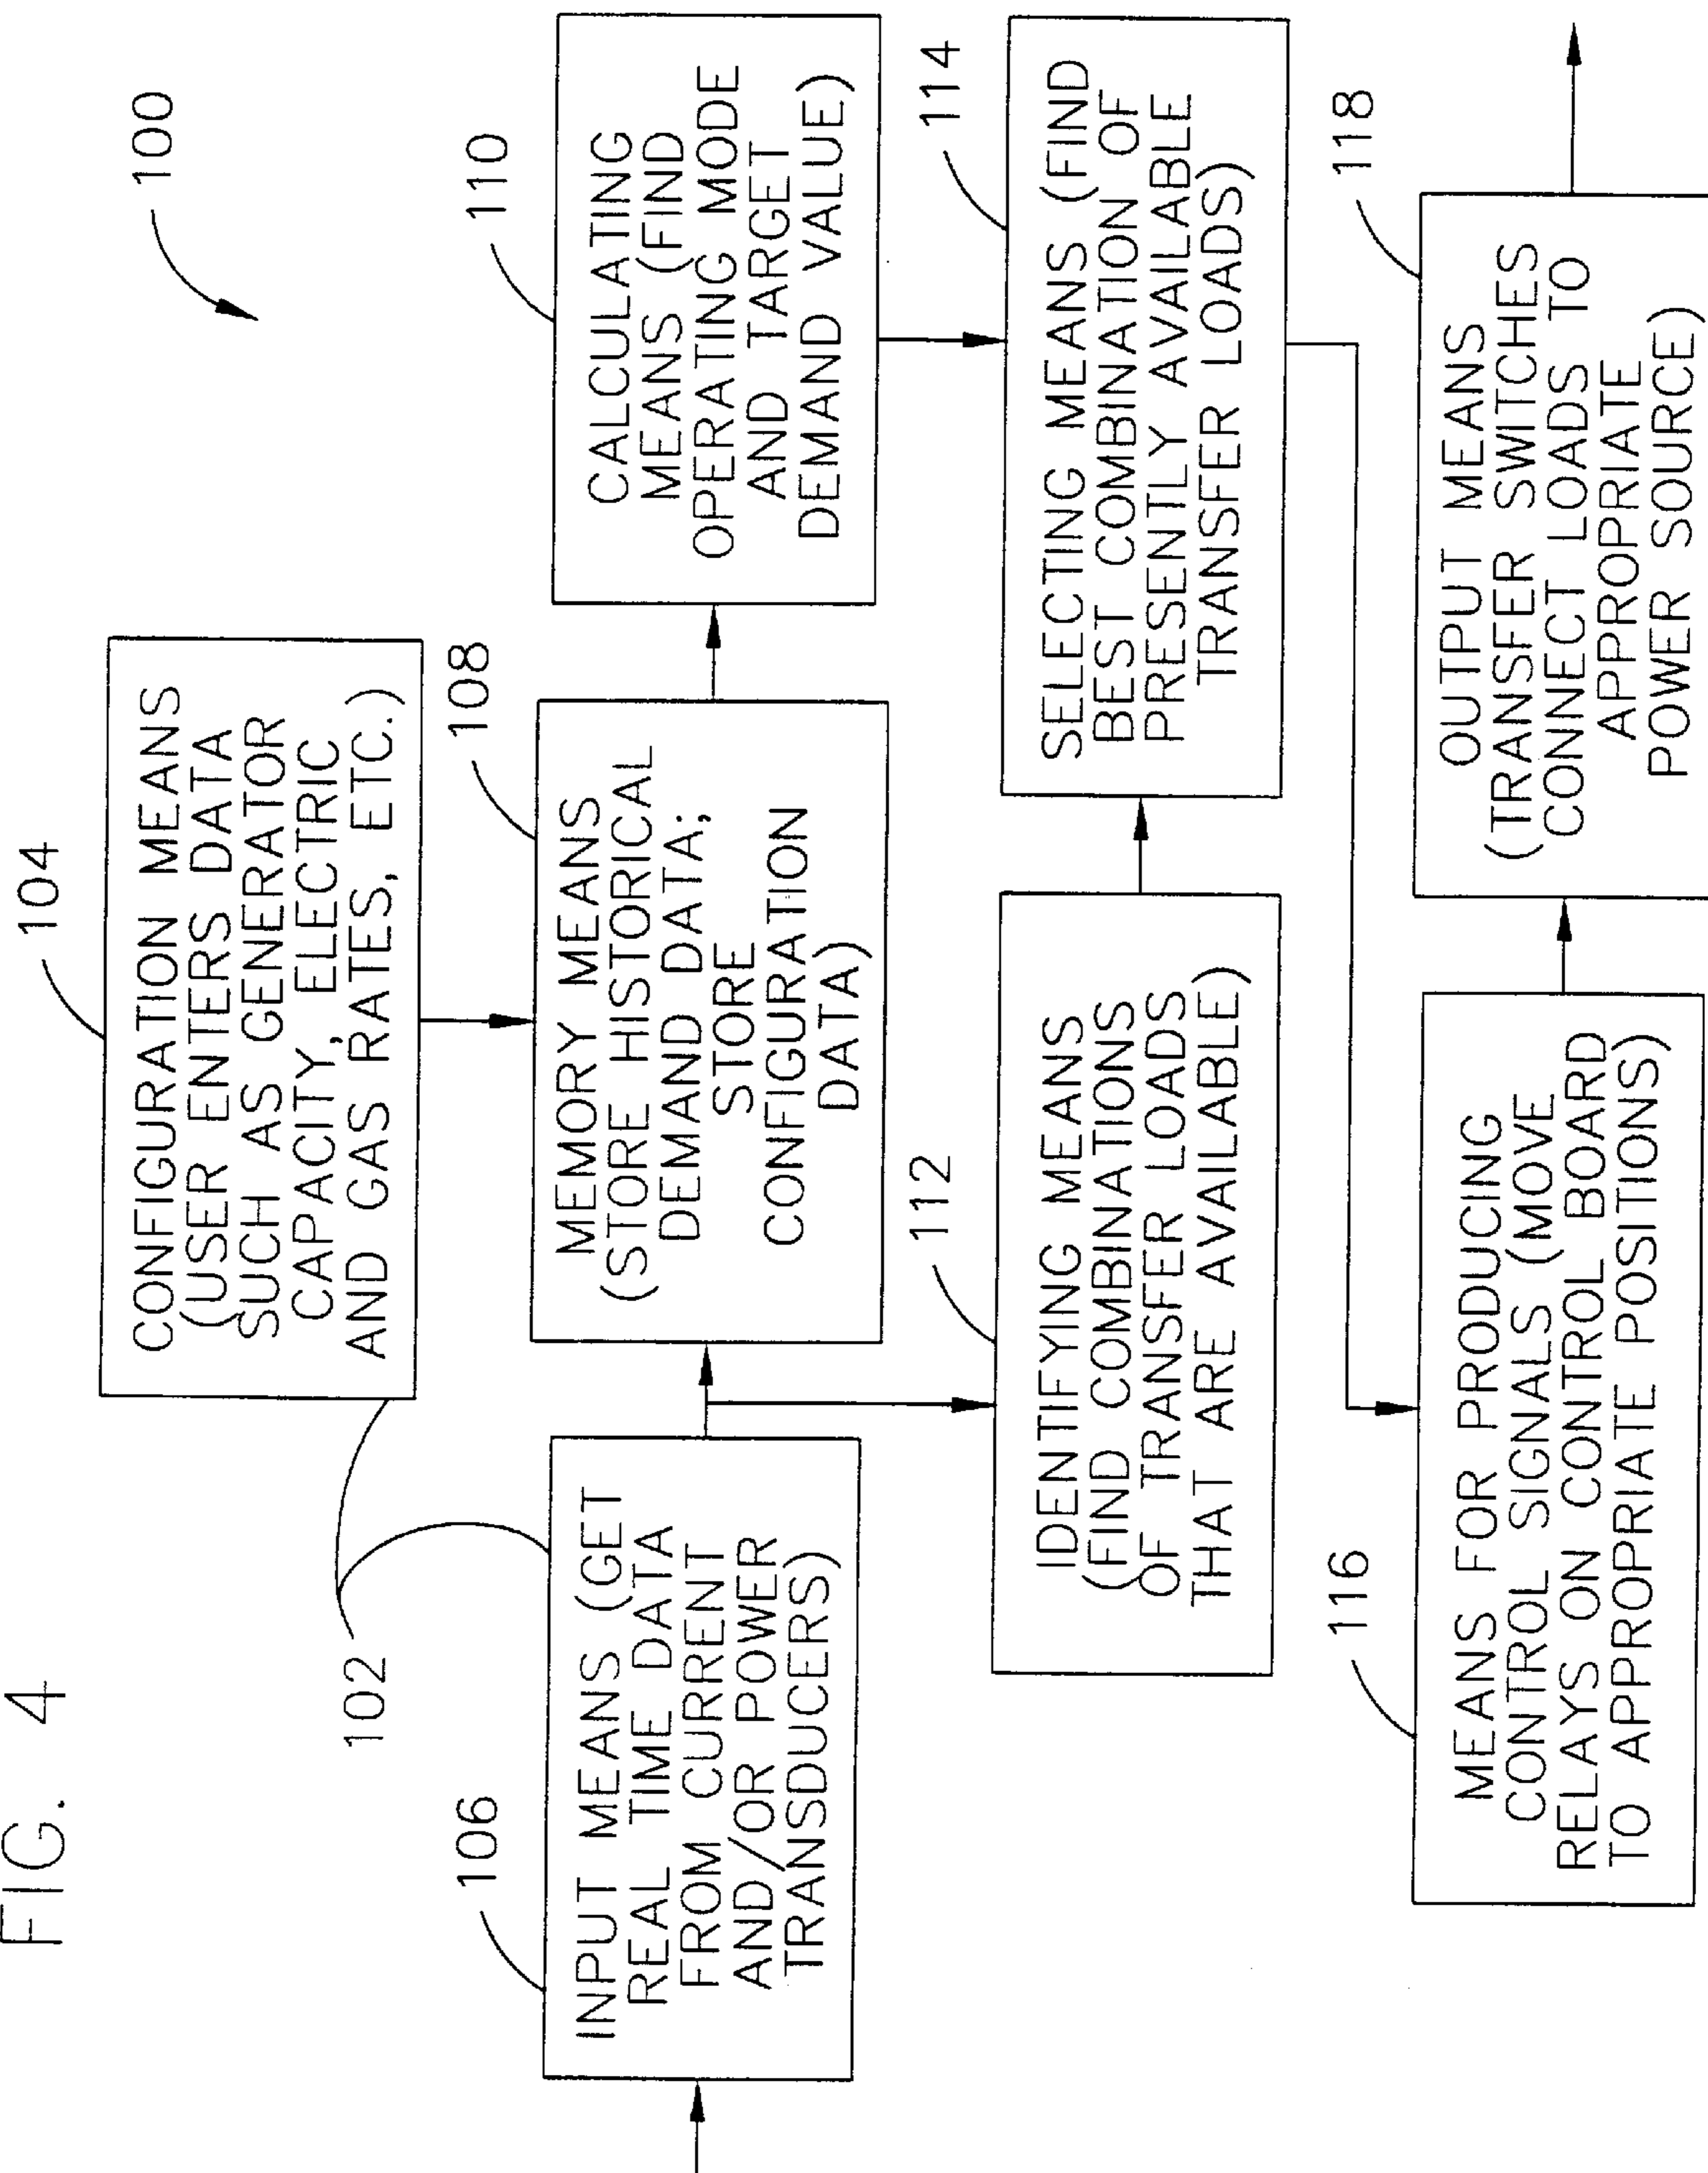 FIG. 4
100
104
CONFIGURATION MEANS
(USER ENTERS DATA
SUCH AS GENERATOR
CAPACITY, ELECTRIC
AND GAS RATES, ETC.)
102
106
INPUT MEANS (GET
REAL TIME DATA
FROM CURRENT
AND/OR POWER
TRANSDUCERS)
108
MEMORY MEANS
(STORE HISTORICAL
DEMAND DATA;
STORE
CONFIGURATION
DATA)
110
CALCULATING
MEANS (FIND
OPERATING MODE
AND TARGET
DEMAND VALUE)
112
IDENTIFYING MEANS
(FIND COMBINATIONS
OF TRANSFER LOADS
THAT ARE AVAILABLE)
114
SELECTING MEANS (FIND
BEST COMBINATION OF
PRESENTLY AVAILABLE
TRANSFER LOADS)
116
MEANS FOR PRODUCING
CONTROL SIGNALS (MOVE
RELAYS ON CONTROL BOARD
TO APPROPRIATE POSITIONS)
118
OUTPUT MEANS
(TRANSFER SWITCHES
CONNECT LOADS TO
APPROPRIATE
POWER SOURCE)